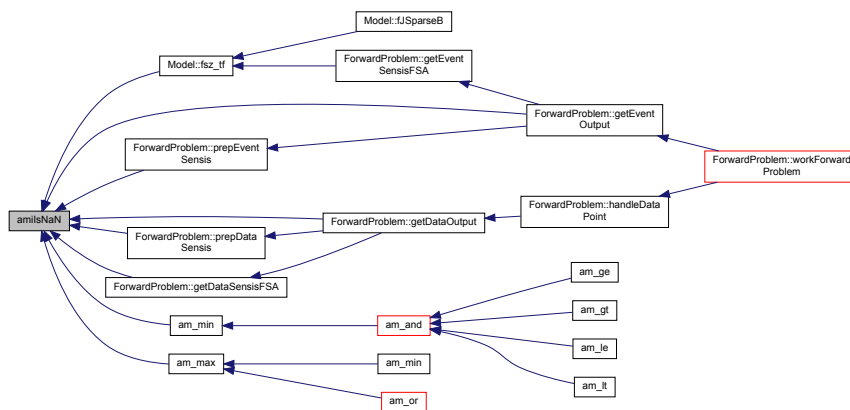 Model::fJSparseB
Model::fsz_tf
ForwardProblem::getEvent
SensisFSA
ForwardProblem::getEvent
Output
ForwardProblem::prepEvent
Sensis
ForwardProblem::workForward
Problem
ForwardProblem::handleData
Point
amiIsNaN
ForwardProblem::getDataOutput
ForwardProblem::prepData
Sensis
ForwardProblem::getDataSensisFSA
am_ge
am_gt
am_min
am_and
am_le
am_max
am_min
am_lt
am_or